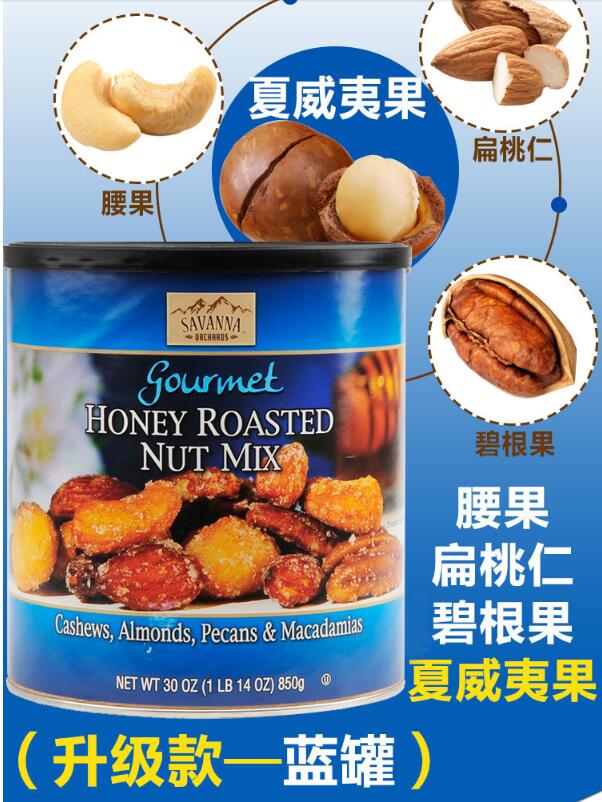 夏威夷果
扁桃仁
腰果
碧根果
SAVANNA
ORCHARDS
gourmet
HONEY ROASTED
NUT MIX
Cashews, Almonds, Pecans & Macadamias
NET WT 30 OZ (1 LB 14 OZ) 850g
腰果
扁桃仁
碧根果
夏威夷果
（升级款—蓝罐）